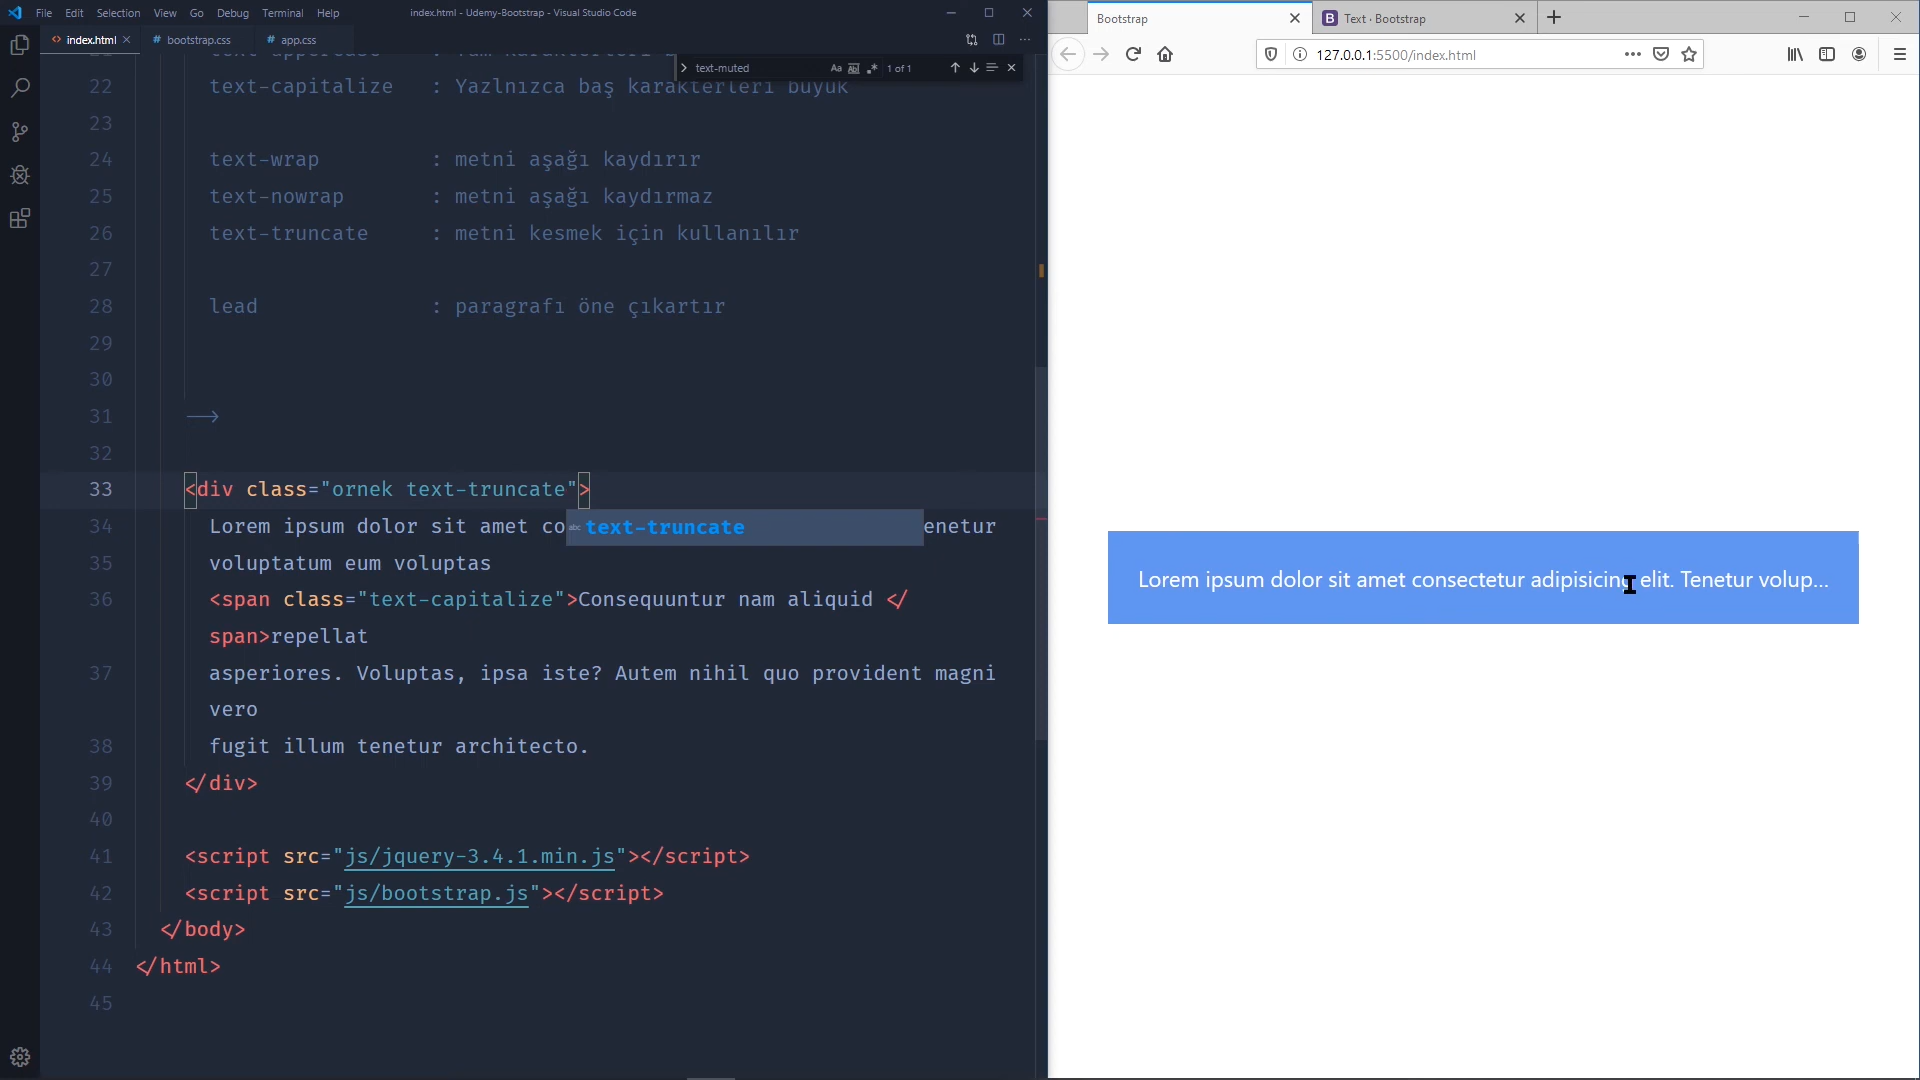 File Edit Selection View Go Debug Terminal Help
index.html - Udemy-Bootstrap - Visual Studio Code
index.html
bootstrap.css
app.css
text-muted
Aa
1 of 1
22 text-capitalize : Yazlnızca baş karakterleri büyük
23
24 text-wrap : metni aşağı kaydırır
25 text-nowrap : metni aşağı kaydırmaz
26 text-truncate : metni kesmek için kullanılır
27
28 lead : paragrafı öne çıkartır
29
30
31 -->
32
33 <div class="ornek text-truncate">
34 Lorem ipsum dolor sit amet co
enetur
abc text-truncate
35 voluptatum eum voluptas
36 <span class="text-capitalize">Consequuntur nam aliquid </
span>repellat
37 asperiores. Voluptas, ipsa iste? Autem nihil quo provident magni
vero
38 fugit illum tenetur architecto.
39 </div>
40
41 <script src="js/jquery-3.4.1.min.js"></script>
42 <script src="js/bootstrap.js"></script>
43 </body>
44 </html>
45
Bootstrap
B Text · Bootstrap
127.0.0.1:5500/index.html
Lorem ipsum dolor sit amet consectetur adipisicing elit. Tenetur volup...